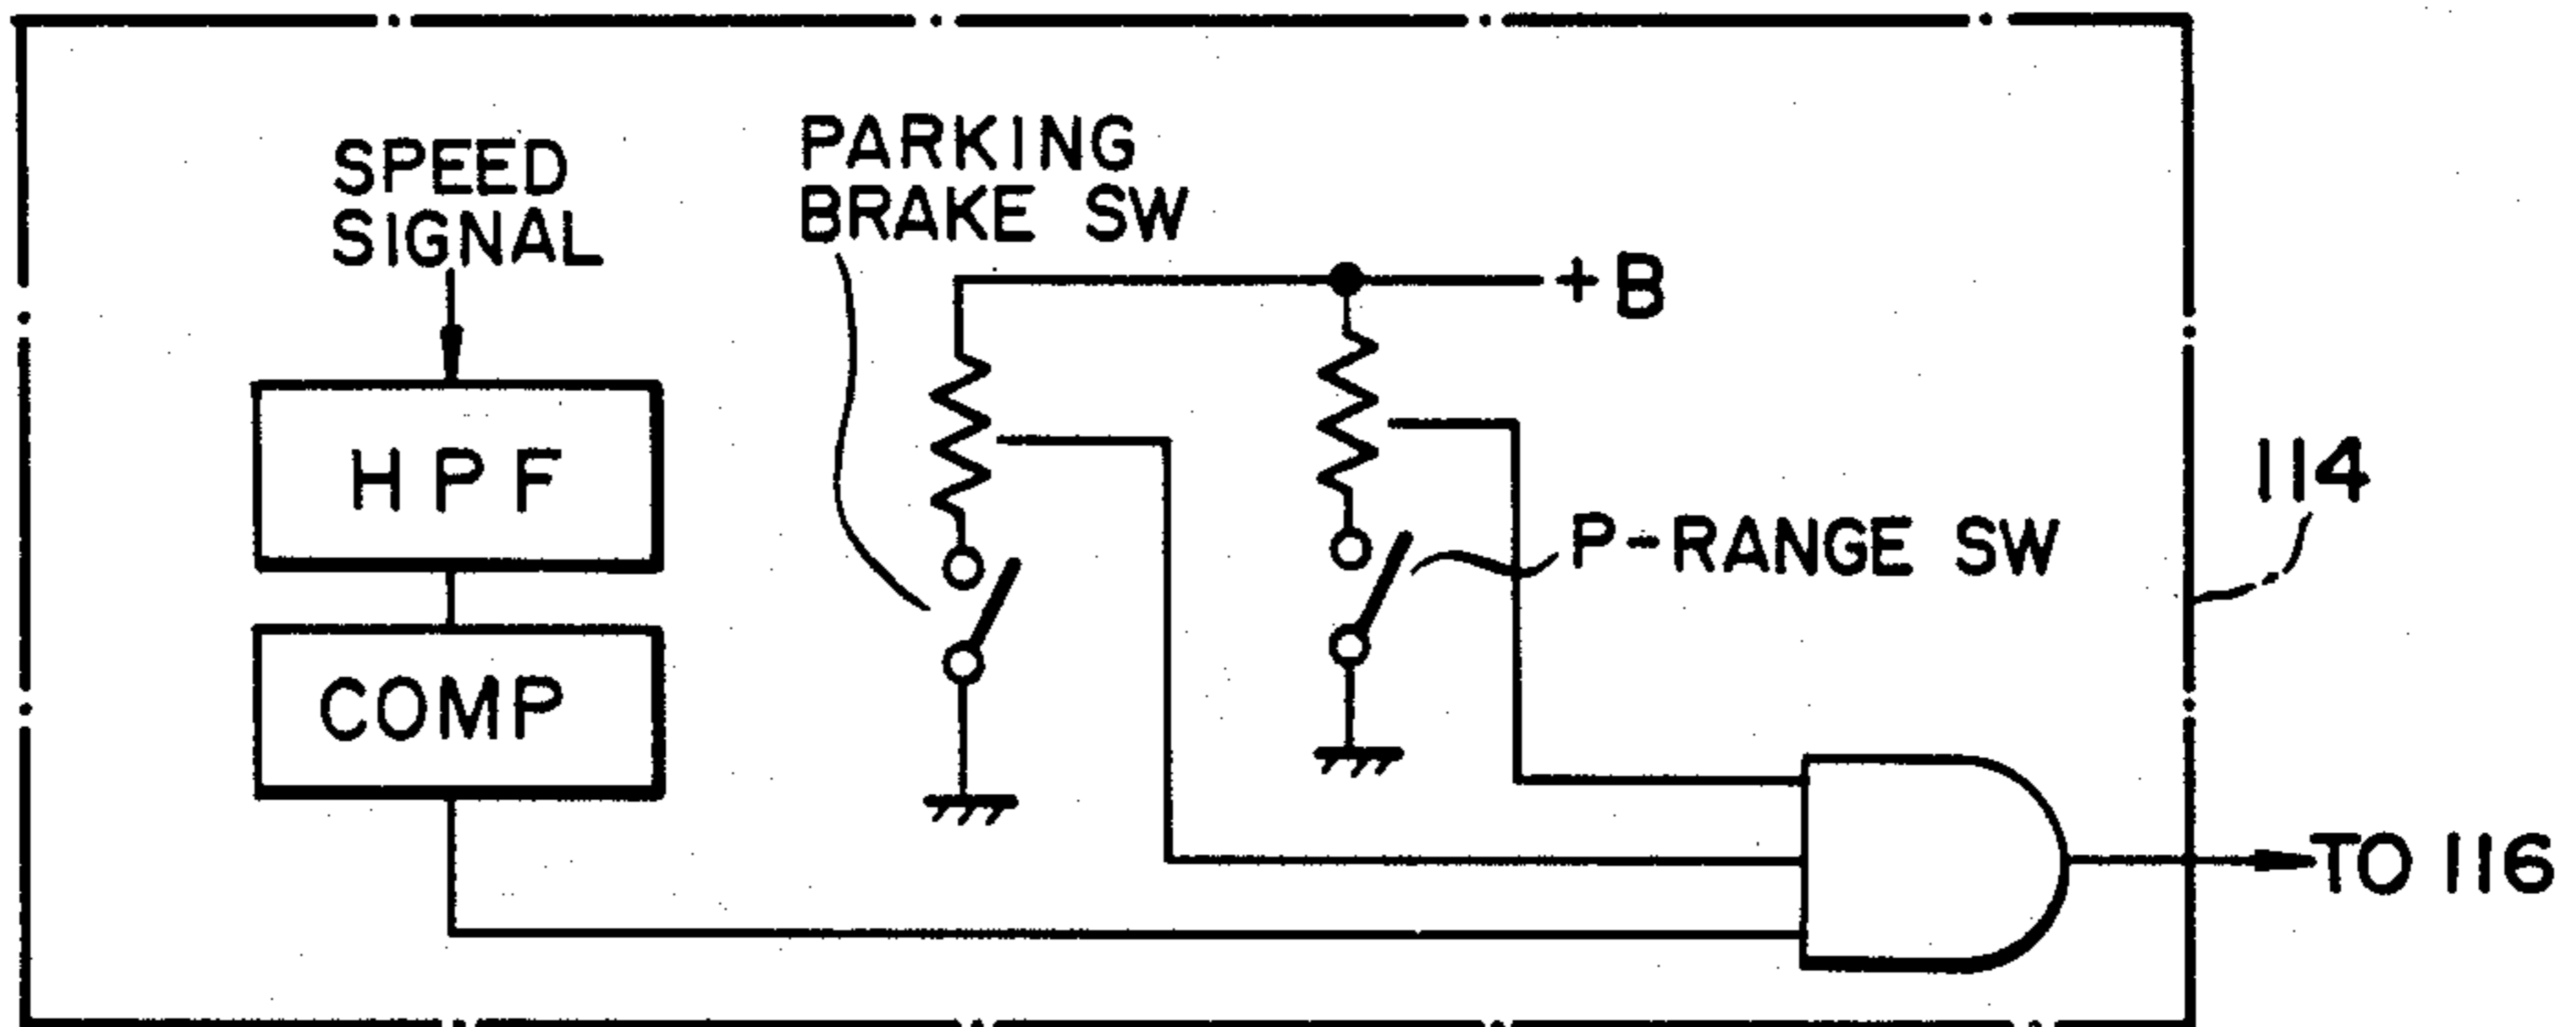 SPEED
SIGNAL
PARKING
BRAKE SW
+B
HPF
114
P-RANGE SW
COMP
TO 116